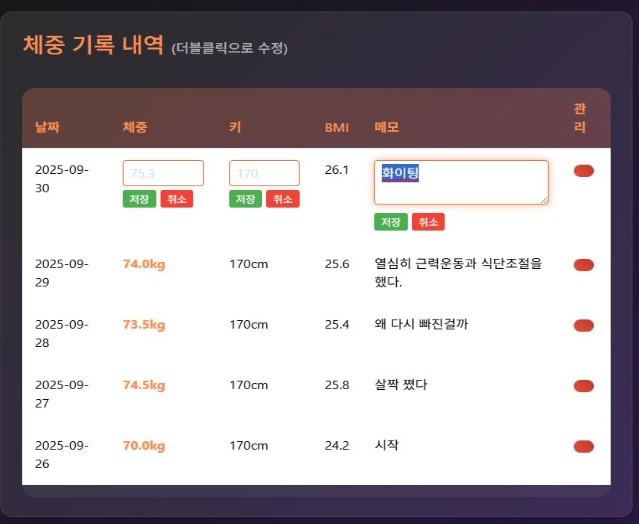 체중 기록 내역 (더블클릭으로 수정)
날짜 체중 키 BMI 메모 관
리
2025-09- 75.3 170 26.1 화이팅
30 저장 취소 저장 취소
저장 취소
2025-09- 74.0kg 170cm 25.6 열심히 근력운동과 식단조절을
29 했다.
2025-09- 73.5kg 170cm 25.4 왜 다시 빠진걸까
28
2025-09- 74.5kg 170cm 25.8 살짝 쪘다
27
2025-09- 70.0kg 170cm 24.2 시작
26